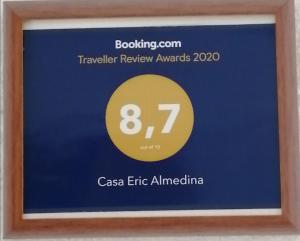 Booking.com
Traveller Review Awards 2020
8,7
out of 10
Casa Eric Almedina